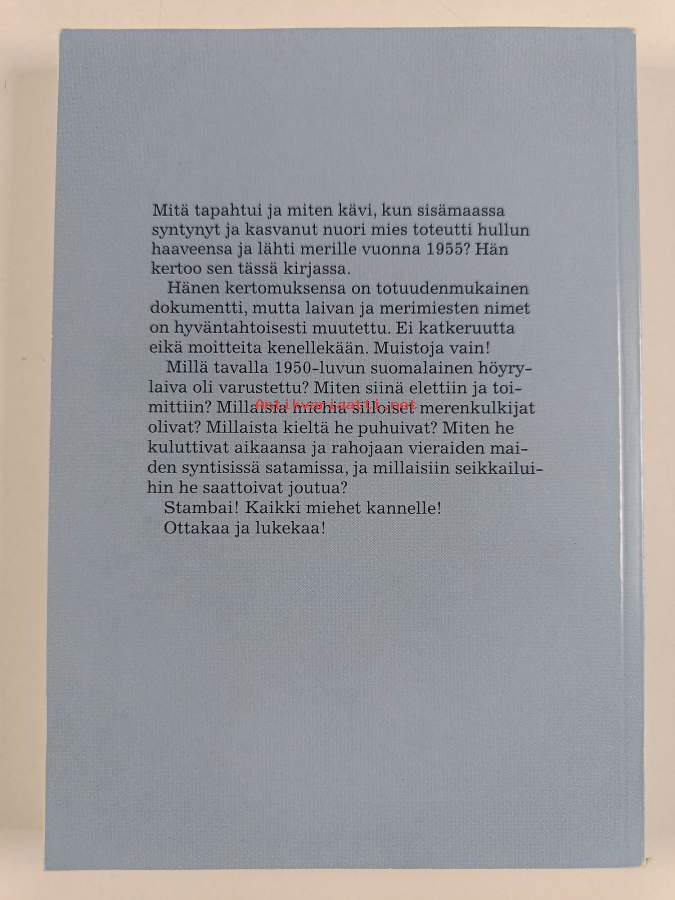 Mitä tapahtui ja miten kävi, kun sisämaassa
syntynyt ja kasvanut nuori mies toteutti hullun
haaveensa ja lähti merille vuonna 1955? Hän
kertoo sen tässä kirjassa.
Hänen kertomuksensa on totuudenmukainen
dokumentti, mutta laivan ja merimiesten nimet
on hyväntahtoisesti muutettu. Ei katkeruutta
eikä moitteita kenellekään. Muistoja vain!
Millä tavalla 1950-luvun suomalainen höyry-
laiva oli varustettu? Miten siinä elettiin ja toi-
mittiin? Millaisia miehiä silloiset merenkulkijat
Antikvariaatti.net
olivat? Millaista kieltä he puhuivat? Miten he
kuluttivat aikaansa ja rahojaan vieraiden mai-
den syntisissä satamissa, ja millaisiin seikkailui-
hin he saattoivat joutua?
Stambai! Kaikki miehet kannelle!
Ottakaa ja lukekaa!